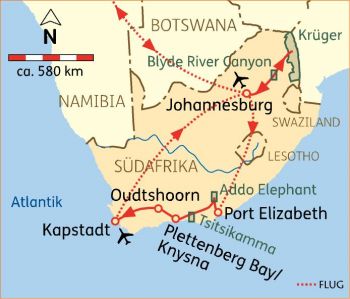 N
BOTSWANA
Krüger
Blyde River Canyon
ca. 580 km
Johannesburg
NAMIBIA
SWAZILAND
LESOTHO
SÜDAFRIKA
Addo Elephant
Oudtshoorn
Atlantik
Port Elizabeth
Kapstadt
Tsitsikamma
Plettenberg Bay/
Knysna
FLUG